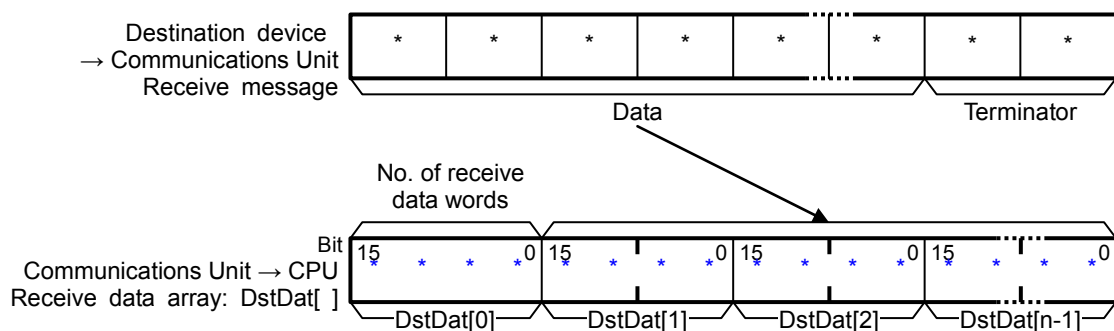 Destination device
→ Communications Unit
Receive message
* * * * * * * *
Data
Terminator
No. of receive
data words
Bit
15 0 15 0 15 0 15 0
* * * * * * * * * * * * * * * *
Communications Unit → CPU
Receive data array: DstDat[ ]
DstDat[0] DstDat[1] DstDat[2] DstDat[n-1]